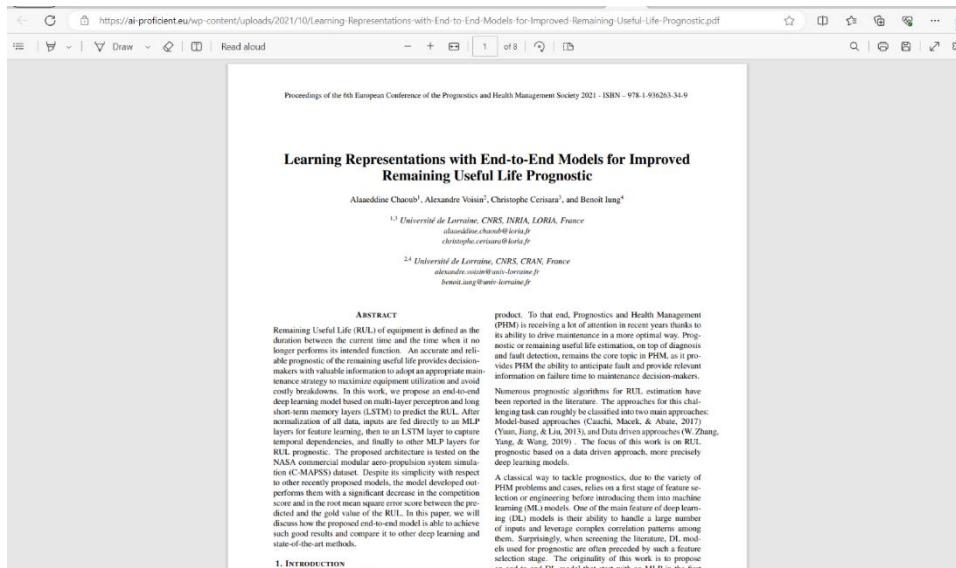 https://ai-proficient.eu/wp-content/uploads/2021/10/Learning-Representations-with-End-to-End-Models-for-Improved-Remaining-Useful-Life-Prognostic.pdf
Draw
Read aloud
1 of 8
Proceedings of the 6th European Conference of the Prognostics and Health Management Society 2021 - ISBN – 978-1-936263-34-9
Learning Representations with End-to-End Models for Improved
Remaining Useful Life Prognostic
Alaaeddine Chaoub1, Alexandre Voisin2, Christophe Cerisara3, and Benoît Iung4
1,3 Université de Lorraine, CNRS, INRIA, LORIA, France
alaaeddine.chaoub@loria.fr
christophe.cerisara@loria.fr
2,4 Université de Lorraine, CNRS, CRAN, France
alexandre.voisin@univ-lorraine.fr
benoit.iung@univ-lorraine.fr
ABSTRACT
Remaining Useful Life (RUL) of equipment is defined as the
duration between the current time and the time when it no
longer performs its intended function. An accurate and reli-
able prognostic of the remaining useful life provides decision-
makers with valuable information to adopt an appropriate main-
tenance strategy to maximize equipment utilization and avoid
costly breakdowns. In this work, we propose an end-to-end
deep learning model based on multi-layer perceptron and long
short-term memory layers (LSTM) to predict the RUL. After
normalization of all data, inputs are fed directly to an MLP
layers for feature learning, then to an LSTM layer to capture
temporal dependencies, and finally to other MLP layers for
RUL prognostic. The proposed architecture is tested on the
NASA commercial modular aero-propulsion system simula-
tion (C-MAPSS) dataset. Despite its simplicity with respect
to other recently proposed models, the model developed out-
performs them with a significant decrease in the competition
score and in the root mean square error score between the pre-
dicted and the gold value of the RUL. In this paper, we will
discuss how the proposed end-to-end model is able to achieve
such good results and compare it to other deep learning and
state-of-the-art methods.
1. INTRODUCTION
product. To that end, Prognostics and Health Management
(PHM) is receiving a lot of attention in recent years thanks to
its ability to drive maintenance in a more optimal way. Prog-
nostic or remaining useful life estimation, on top of diagnosis
and fault detection, remains the core topic in PHM, as it pro-
vides PHM the ability to anticipate fault and provide relevant
information on failure time to maintenance decision-makers.
Numerous prognostic algorithms for RUL estimation have
been reported in the literature. The approaches for this chal-
lenging task can roughly be classified into two main approaches:
Model-based approaches (Cauchi, Macek, & Abate, 2017)
(Yuan, Jiang, & Liu, 2013), and Data driven approaches (W. Zhang,
Yang, & Wang, 2019) . The focus of this work is on RUL
prognostic based on a data driven approach, more precisely
deep learning models.
A classical way to tackle prognostics, due to the variety of
PHM problems and cases, relies on a first stage of feature se-
lection or engineering before introducing them into machine
learning (ML) models. One of the main feature of deep learn-
ing (DL) models is their ability to handle a large number
of inputs and leverage complex correlation patterns among
them. Surprisingly, when screening the literature, DL mod-
els used for prognostic are often preceded by such a feature
selection stage. The originality of this work is to propose
an end to end DL model that start with an MLP in the first